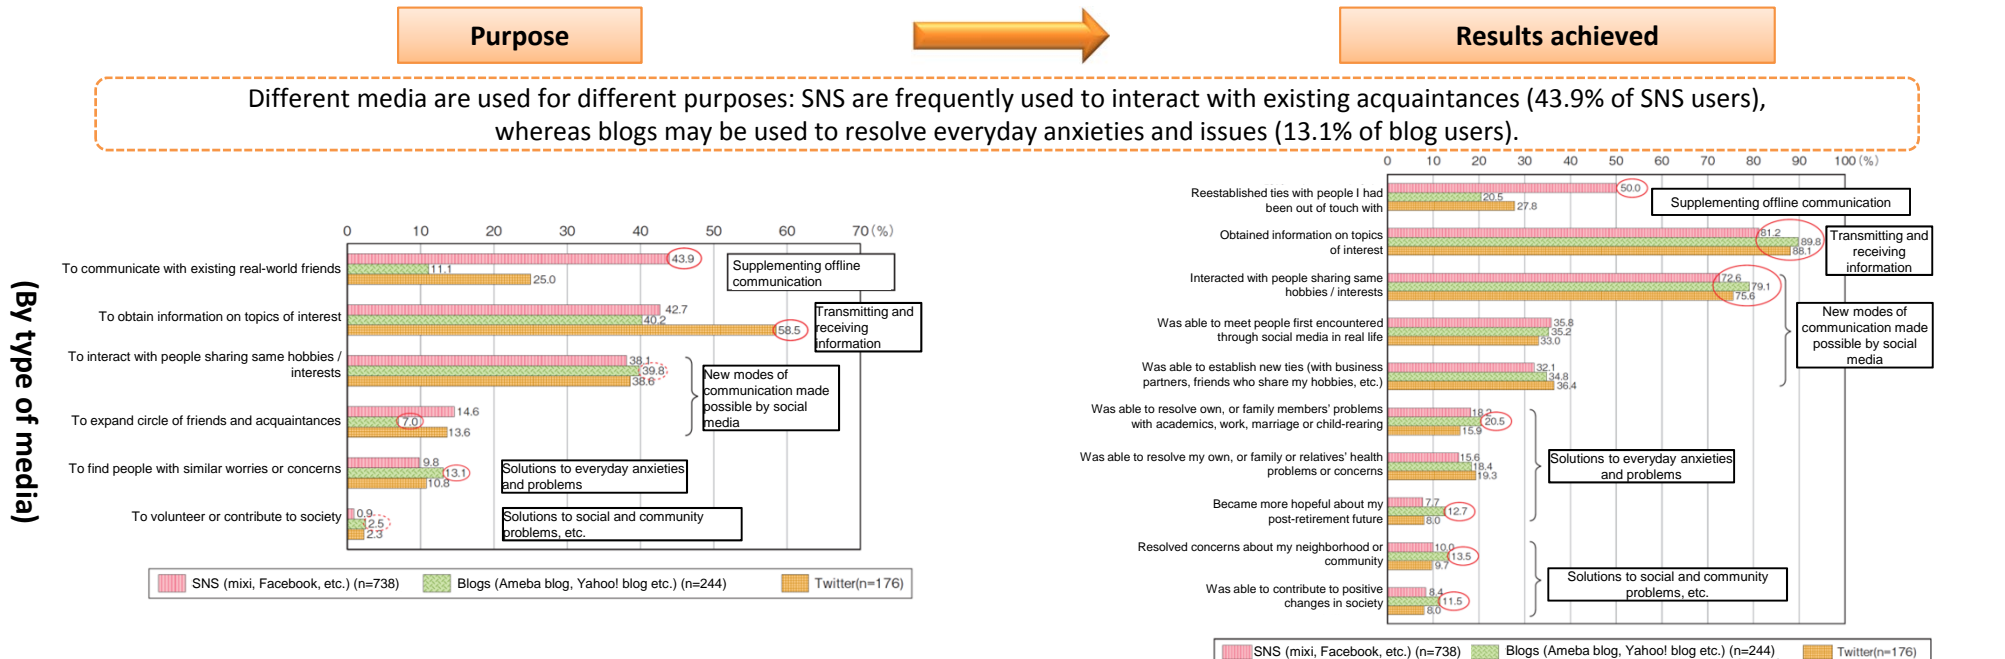 Purpose
Results achieved
Different media are used for different purposes: SNS are frequently used to interact with existing acquaintances (43.9% of SNS users),
whereas blogs may be used to resolve everyday anxieties and issues (13.1% of blog users).
(By type of media)
0 10 20 30 40 50 60 70 (%)
To communicate with existing real-world friends
43.9
11.1
25.0
Supplementing offline
communication
To obtain information on topics of interest
42.7
40.2
58.5
Transmitting and
receiving
information
To interact with people sharing same hobbies /
interests
38.1
39.8
38.6
New modes of
communication made
possible by social
media
To expand circle of friends and acquaintances
14.6
7.0
13.6
To find people with similar worries or concerns
9.8
13.1
10.8
Solutions to everyday anxieties
and problems
To volunteer or contribute to society
0.9
2.5
2.3
Solutions to social and community
problems, etc.
SNS (mixi, Facebook, etc.) (n=738) Blogs (Ameba blog, Yahoo! blog etc.) (n=244) Twitter(n=176)
0 10 20 30 40 50 60 70 80 90 100 (%)
Reestablished ties with people I had
been out of touch with
50.0
20.5
27.8
Supplementing offline communication
Obtained information on topics
of interest
81.2
89.8
88.1
Transmitting and
receiving
information
Interacted with people sharing same
hobbies / interests
72.6
79.1
75.6
New modes of
communication made
possible by social
media
Was able to meet people first encountered
through social media in real life
35.8
35.2
33.0
Was able to establish new ties (with business
partners, friends who share my hobbies, etc.)
32.1
34.8
36.4
Was able to resolve own, or family members' problems
with academics, work, marriage or child-rearing
18.2
20.5
15.9
Was able to resolve my own, or family or relatives' health
problems or concerns
15.6
18.4
19.3
Solutions to everyday anxieties
and problems
Became more hopeful about my
post-retirement future
7.7
12.7
8.0
Resolved concerns about my neighborhood or
community
10.0
13.5
9.7
Solutions to social and community
problems, etc.
Was able to contribute to positive
changes in society
8.4
11.5
8.0
SNS (mixi, Facebook, etc.) (n=738) Blogs (Ameba blog, Yahoo! blog etc.) (n=244) Twitter(n=176)